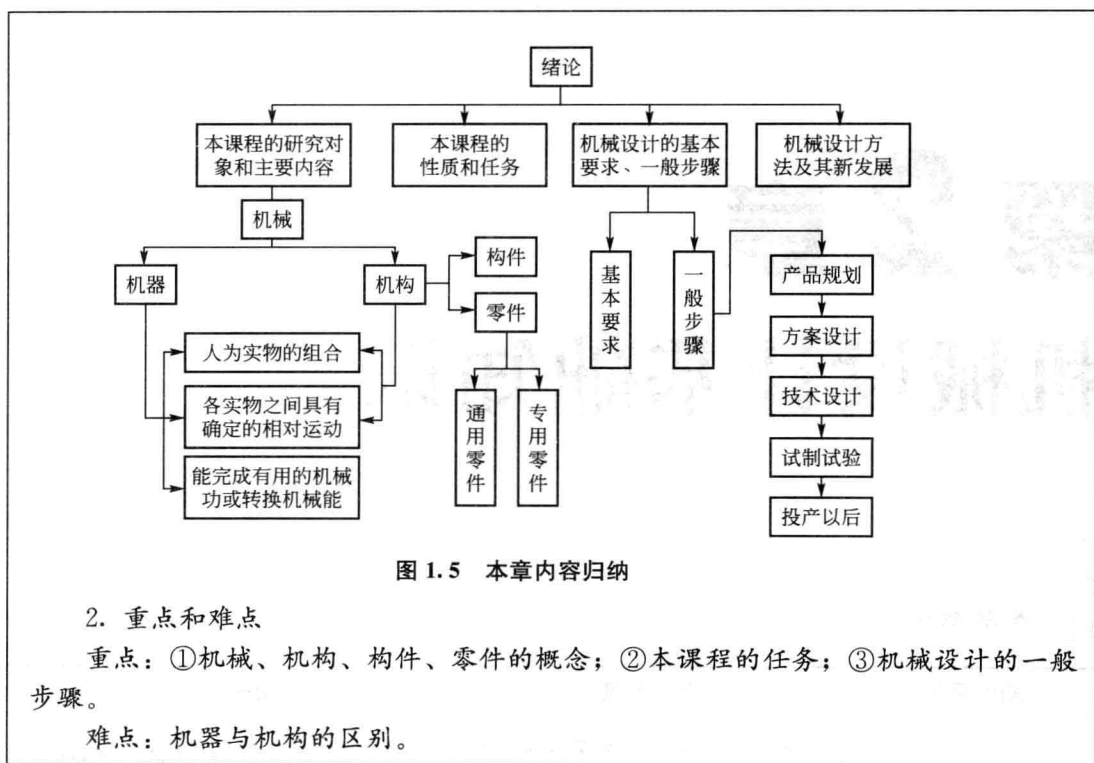 绪论
本课程的研究对
象和主要内容
本课程的
性质和任务
机械设计的基本
要求、一般步骤
机械设计方
法及其新发展
机械
机器
机构
构件
零件
人为实物的组合
各实物之间具有
确定的相对运动
能完成有用的机械
功或转换机械能
通用零件
专用零件
基本要求
一般步骤
产品规划
方案设计
技术设计
试制试验
投产以后
图 1.5 本章内容归纳
2. 重点和难点
重点：①机械、机构、构件、零件的概念；②本课程的任务；③机械设计的一般
步骤。
难点：机器与机构的区别。